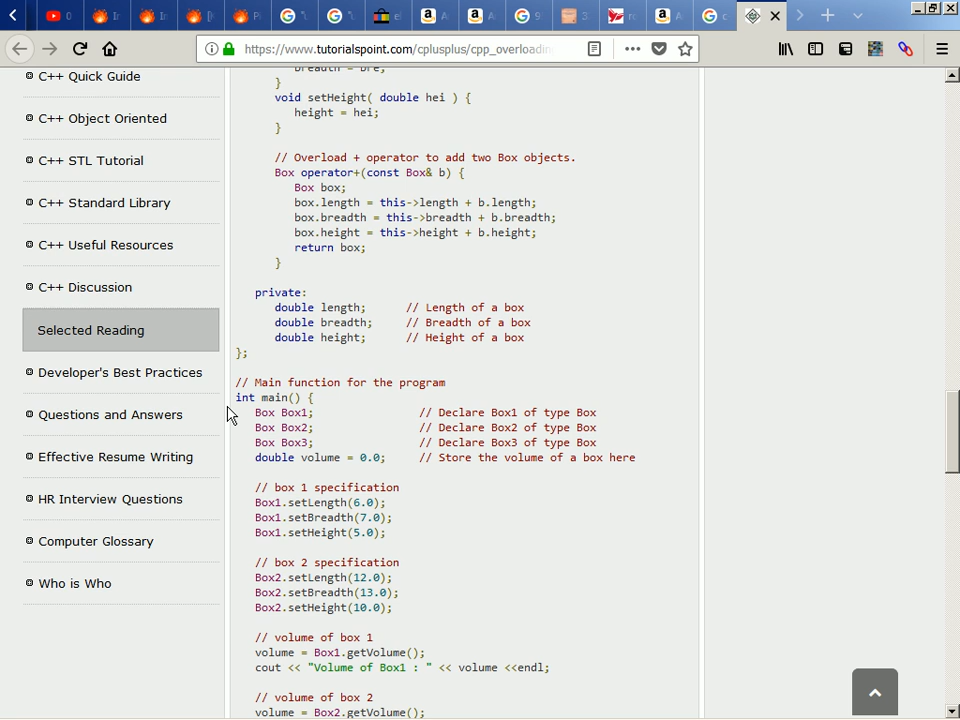 0
https://www.tutorialspoint.com/cplusplus/cpp_overloadin
C++ Quick Guide
C++ Object Oriented
C++ STL Tutorial
C++ Standard Library
C++ Useful Resources
C++ Discussion
Selected Reading
Developer's Best Practices
Questions and Answers
Effective Resume Writing
HR Interview Questions
Computer Glossary
Who is Who
breadth = bre;
}
void setHeight( double hei ) {
height = hei;
}
// Overload + operator to add two Box objects.
Box operator+(const Box& b) {
Box box;
box.length = this->length + b.length;
box.breadth = this->breadth + b.breadth;
box.height = this->height + b.height;
return box;
}
private:
double length;      // Length of a box
double breadth;     // Breadth of a box
double height;      // Height of a box
};
// Main function for the program
int main() {
Box Box1;                // Declare Box1 of type Box
Box Box2;                // Declare Box2 of type Box
Box Box3;                // Declare Box3 of type Box
double volume = 0.0;     // Store the volume of a box here
// box 1 specification
Box1.setLength(6.0);
Box1.setBreadth(7.0);
Box1.setHeight(5.0);
// box 2 specification
Box2.setLength(12.0);
Box2.setBreadth(13.0);
Box2.setHeight(10.0);
// volume of box 1
volume = Box1.getVolume();
cout << "Volume of Box1 : " << volume <<endl;
// volume of box 2
volume = Box2.getVolume();